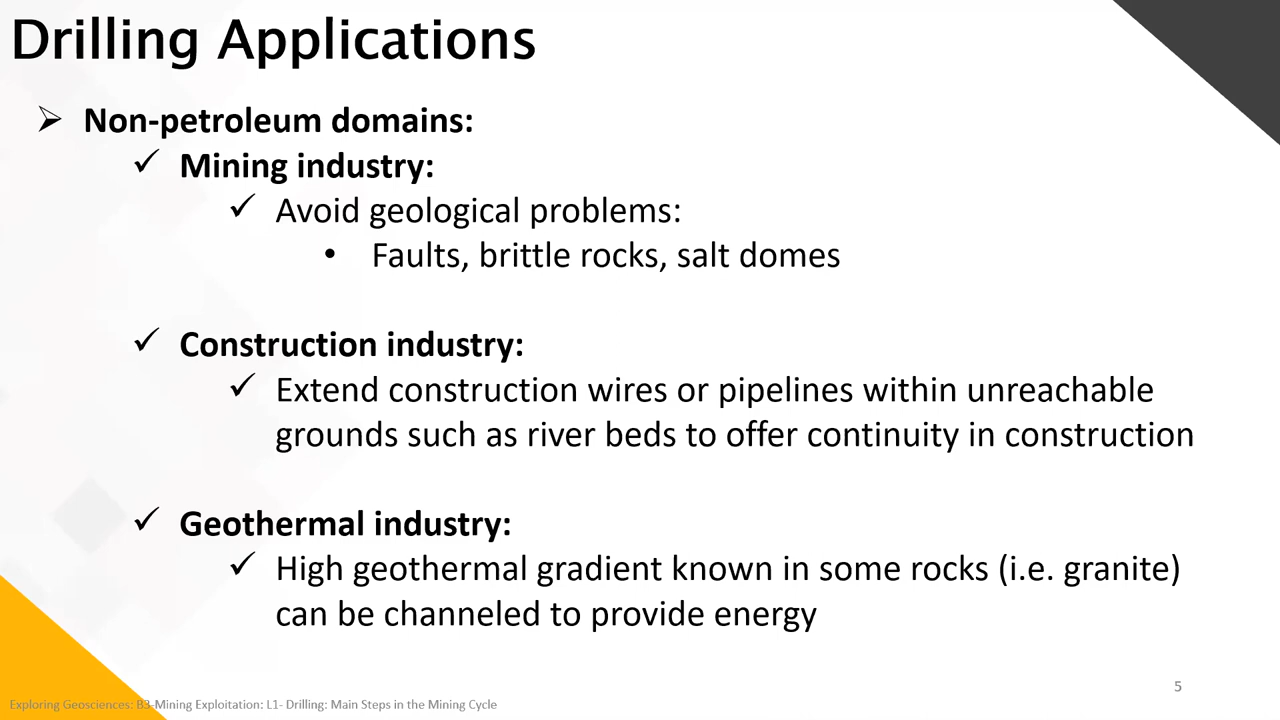 Drilling Applications
➢ Non-petroleum domains:
✓ Mining industry:
✓ Avoid geological problems:
• Faults, brittle rocks, salt domes
✓ Construction industry:
✓ Extend construction wires or pipelines within unreachable
grounds such as river beds to offer continuity in construction
✓ Geothermal industry:
✓ High geothermal gradient known in some rocks (i.e. granite)
can be channeled to provide energy
5
Exploring Geosciences: B3-Mining Exploitation: L1- Drilling: Main Steps in the Mining Cycle